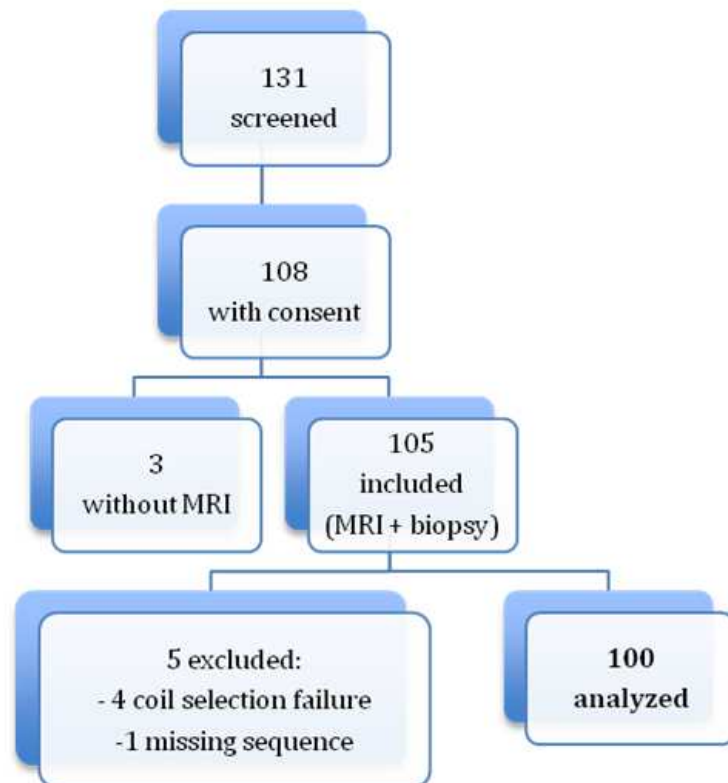 131
screened
108
with consent
3
without MRI
105
included
(MRI + biopsy)
5 excluded:
- 4 coil selection failure
-1 missing sequence
100
analyzed